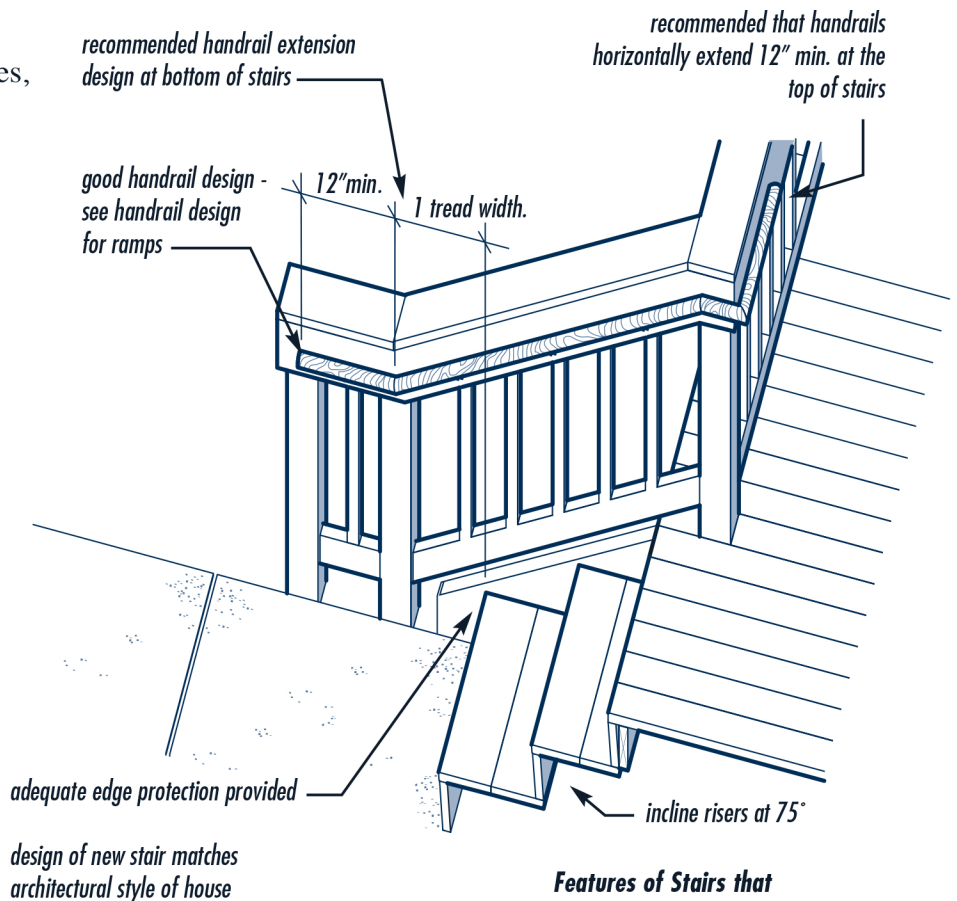 es,
recommended handrail extension
design at bottom of stairs
recommended that handrails
horizontally extend 12" min. at the
top of stairs
good handrail design -
see handrail design
for ramps
12"min.
1 tread width.
adequate edge protection provided
incline risers at 75°
design of new stair matches
architectural style of house
Features of Stairs that